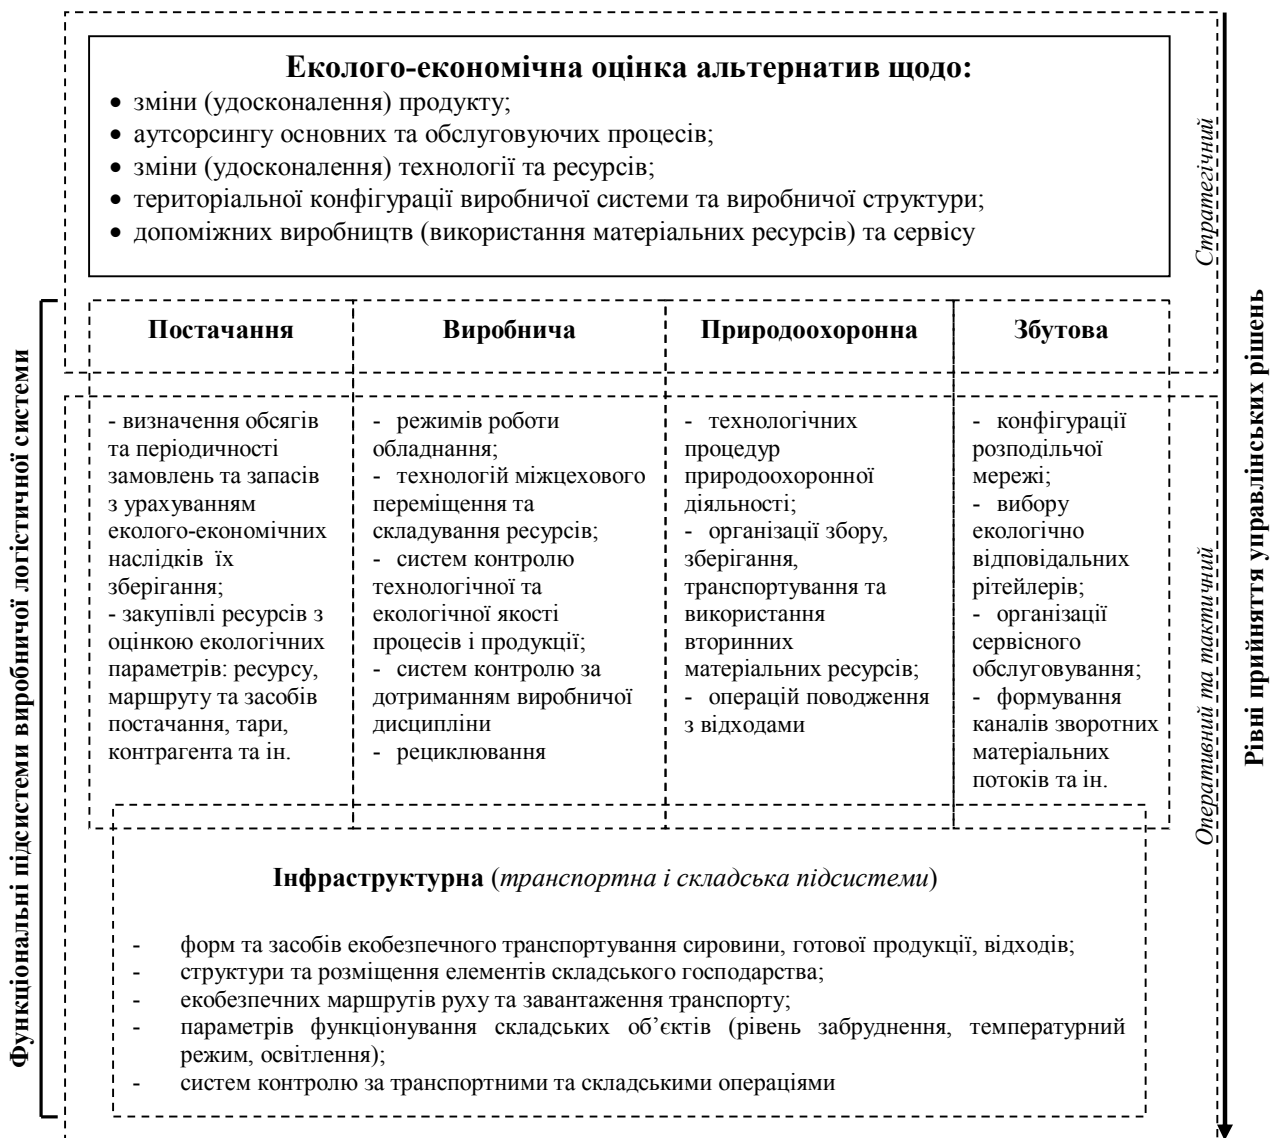 Еколого-економічна оцінка альтернатив щодо:
• зміни (удосконалення) продукту;
• аутсорсингу основних та обслуговуючих процесів;
• зміни (удосконалення) технології та ресурсів;
• територіальної конфігурації виробничої системи та виробничої структури;
• допоміжних виробництв (використання матеріальних ресурсів) та сервісу
Стратегічний
Рівні прийняття управлінських рішень
Функціональні підсистеми виробничої логістичної системи
Постачання
- визначення обсягів
та періодичності
замовлень та запасів
з урахуванням
еколого-економічних
наслідків їх
зберігання;
- закупівлі ресурсів з
оцінкою екологічних
параметрів: ресурсу,
маршруту та засобів
постачання, тари,
контрагента та ін.
Виробнича
- режимів роботи
обладнання;
- технологій міжцехового
переміщення та
складування ресурсів;
- систем контролю
технологічної та
екологічної якості
процесів і продукції;
- систем контролю за
дотриманням виробничої
дисципліни
- рециклювання
Природоохоронна
- технологічних
процедур
природоохоронної
діяльності;
- організації збору,
зберігання,
транспортування та
використання
вторинних
матеріальних ресурсів;
- операцій поводження
з відходами
Збутова
- конфігурації
розподільчої
мережі;
- вибору
екологічно
відповідальних
рітейлерів;
- організації
сервісного
обслуговування;
- формування
каналів зворотних
матеріальних
потоків та ін.
Оперативний та тактичний
Інфраструктурна (транспортна і складська підсистеми)
- форм та засобів екобезпечного транспортування сировини, готової продукції, відходів;
- структури та розміщення елементів складського господарства;
- екобезпечних маршрутів руху та завантаження транспорту;
- параметрів функціонування складських об’єктів (рівень забруднення, температурний
режим, освітлення);
- систем контролю за транспортними та складськими операціями